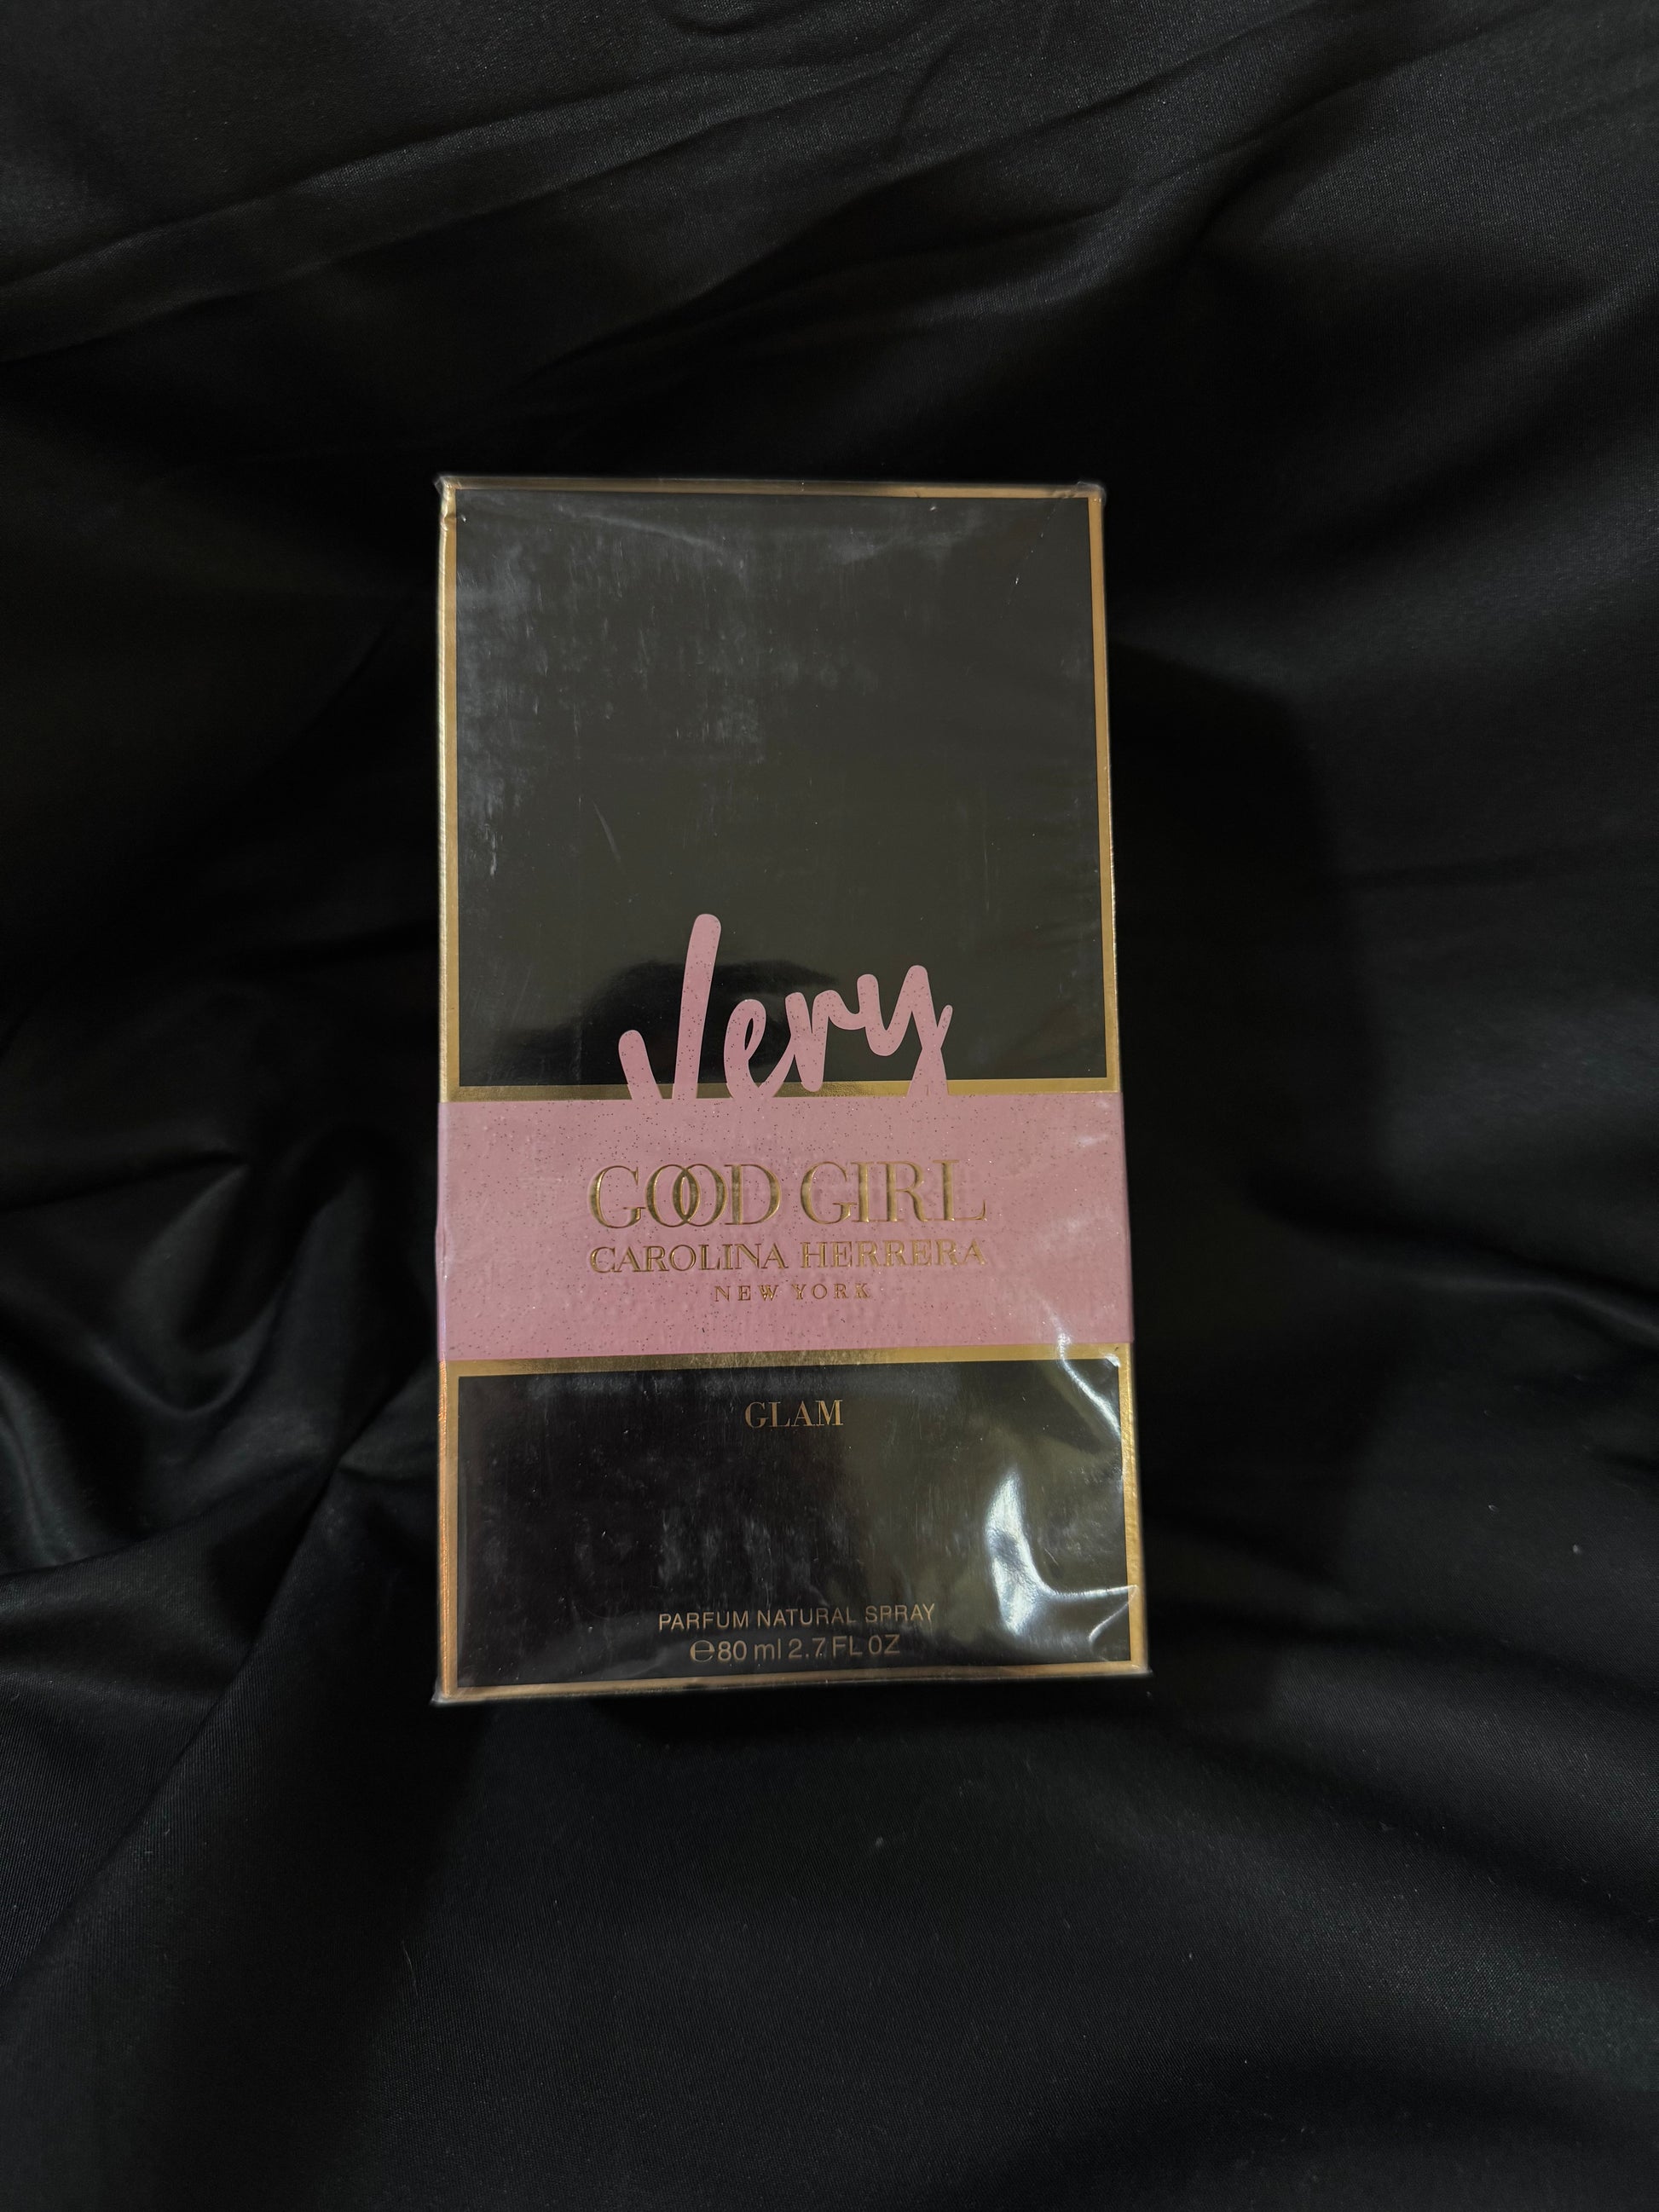 Very
GOOD GIRL
CAROLINA HERRERA
NEW YORK
GLAM
PARFUM NATURAL SPRAY
℮80 ml 2.7 FL OZ